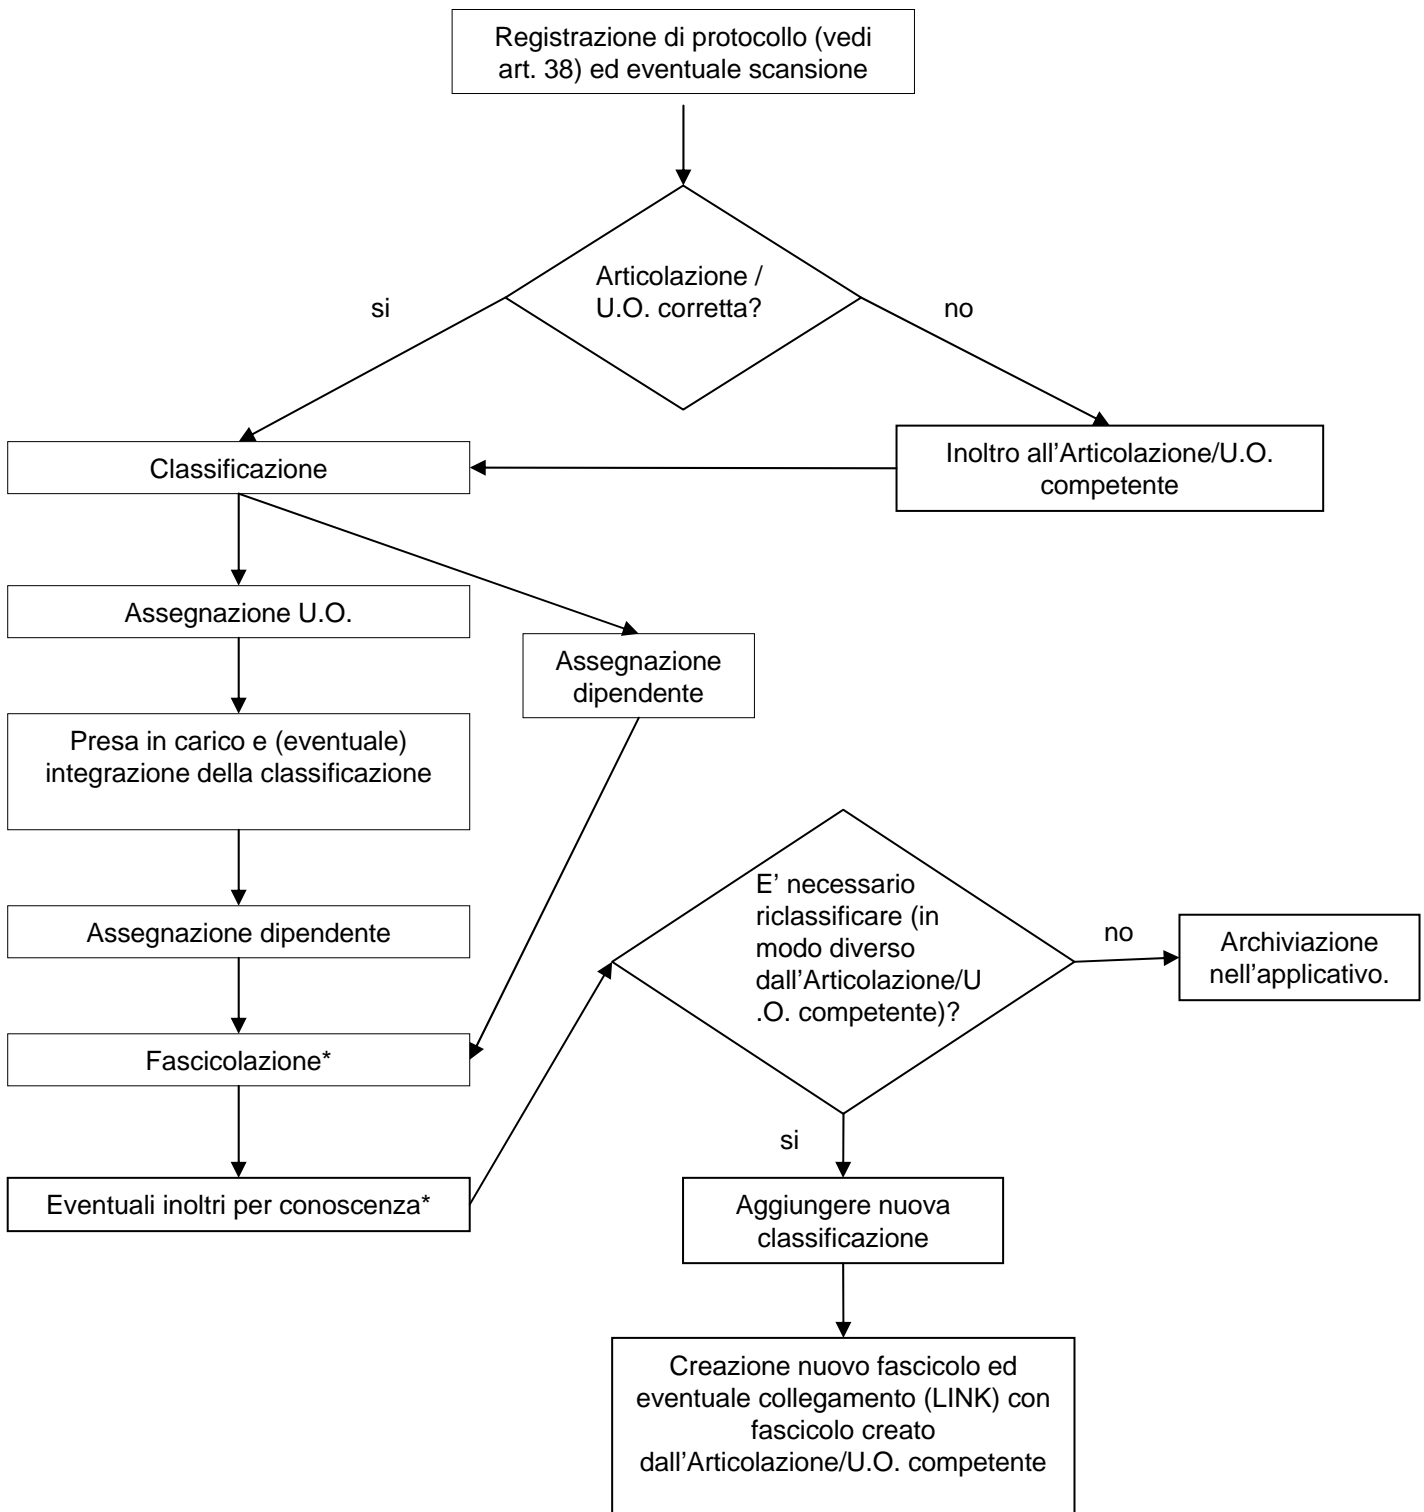 Registrazione di protocollo (vedi
art. 38) ed eventuale scansione
Articolazione /
U.O. corretta?
si
no
Classificazione
Inoltro all’Articolazione/U.O.
competente
Assegnazione U.O.
Assegnazione
dipendente
Presa in carico e (eventuale)
integrazione della classificazione
Assegnazione dipendente
E’ necessario
riclassificare (in
modo diverso
dall’Articolazione/U
.O. competente)?
no
Archiviazione
nell’applicativo.
Fascicolazione*
si
Eventuali inoltri per conoscenza*
Aggiungere nuova
classificazione
Creazione nuovo fascicolo ed
eventuale collegamento (LINK) con
fascicolo creato
dall’Articolazione/U.O. competente